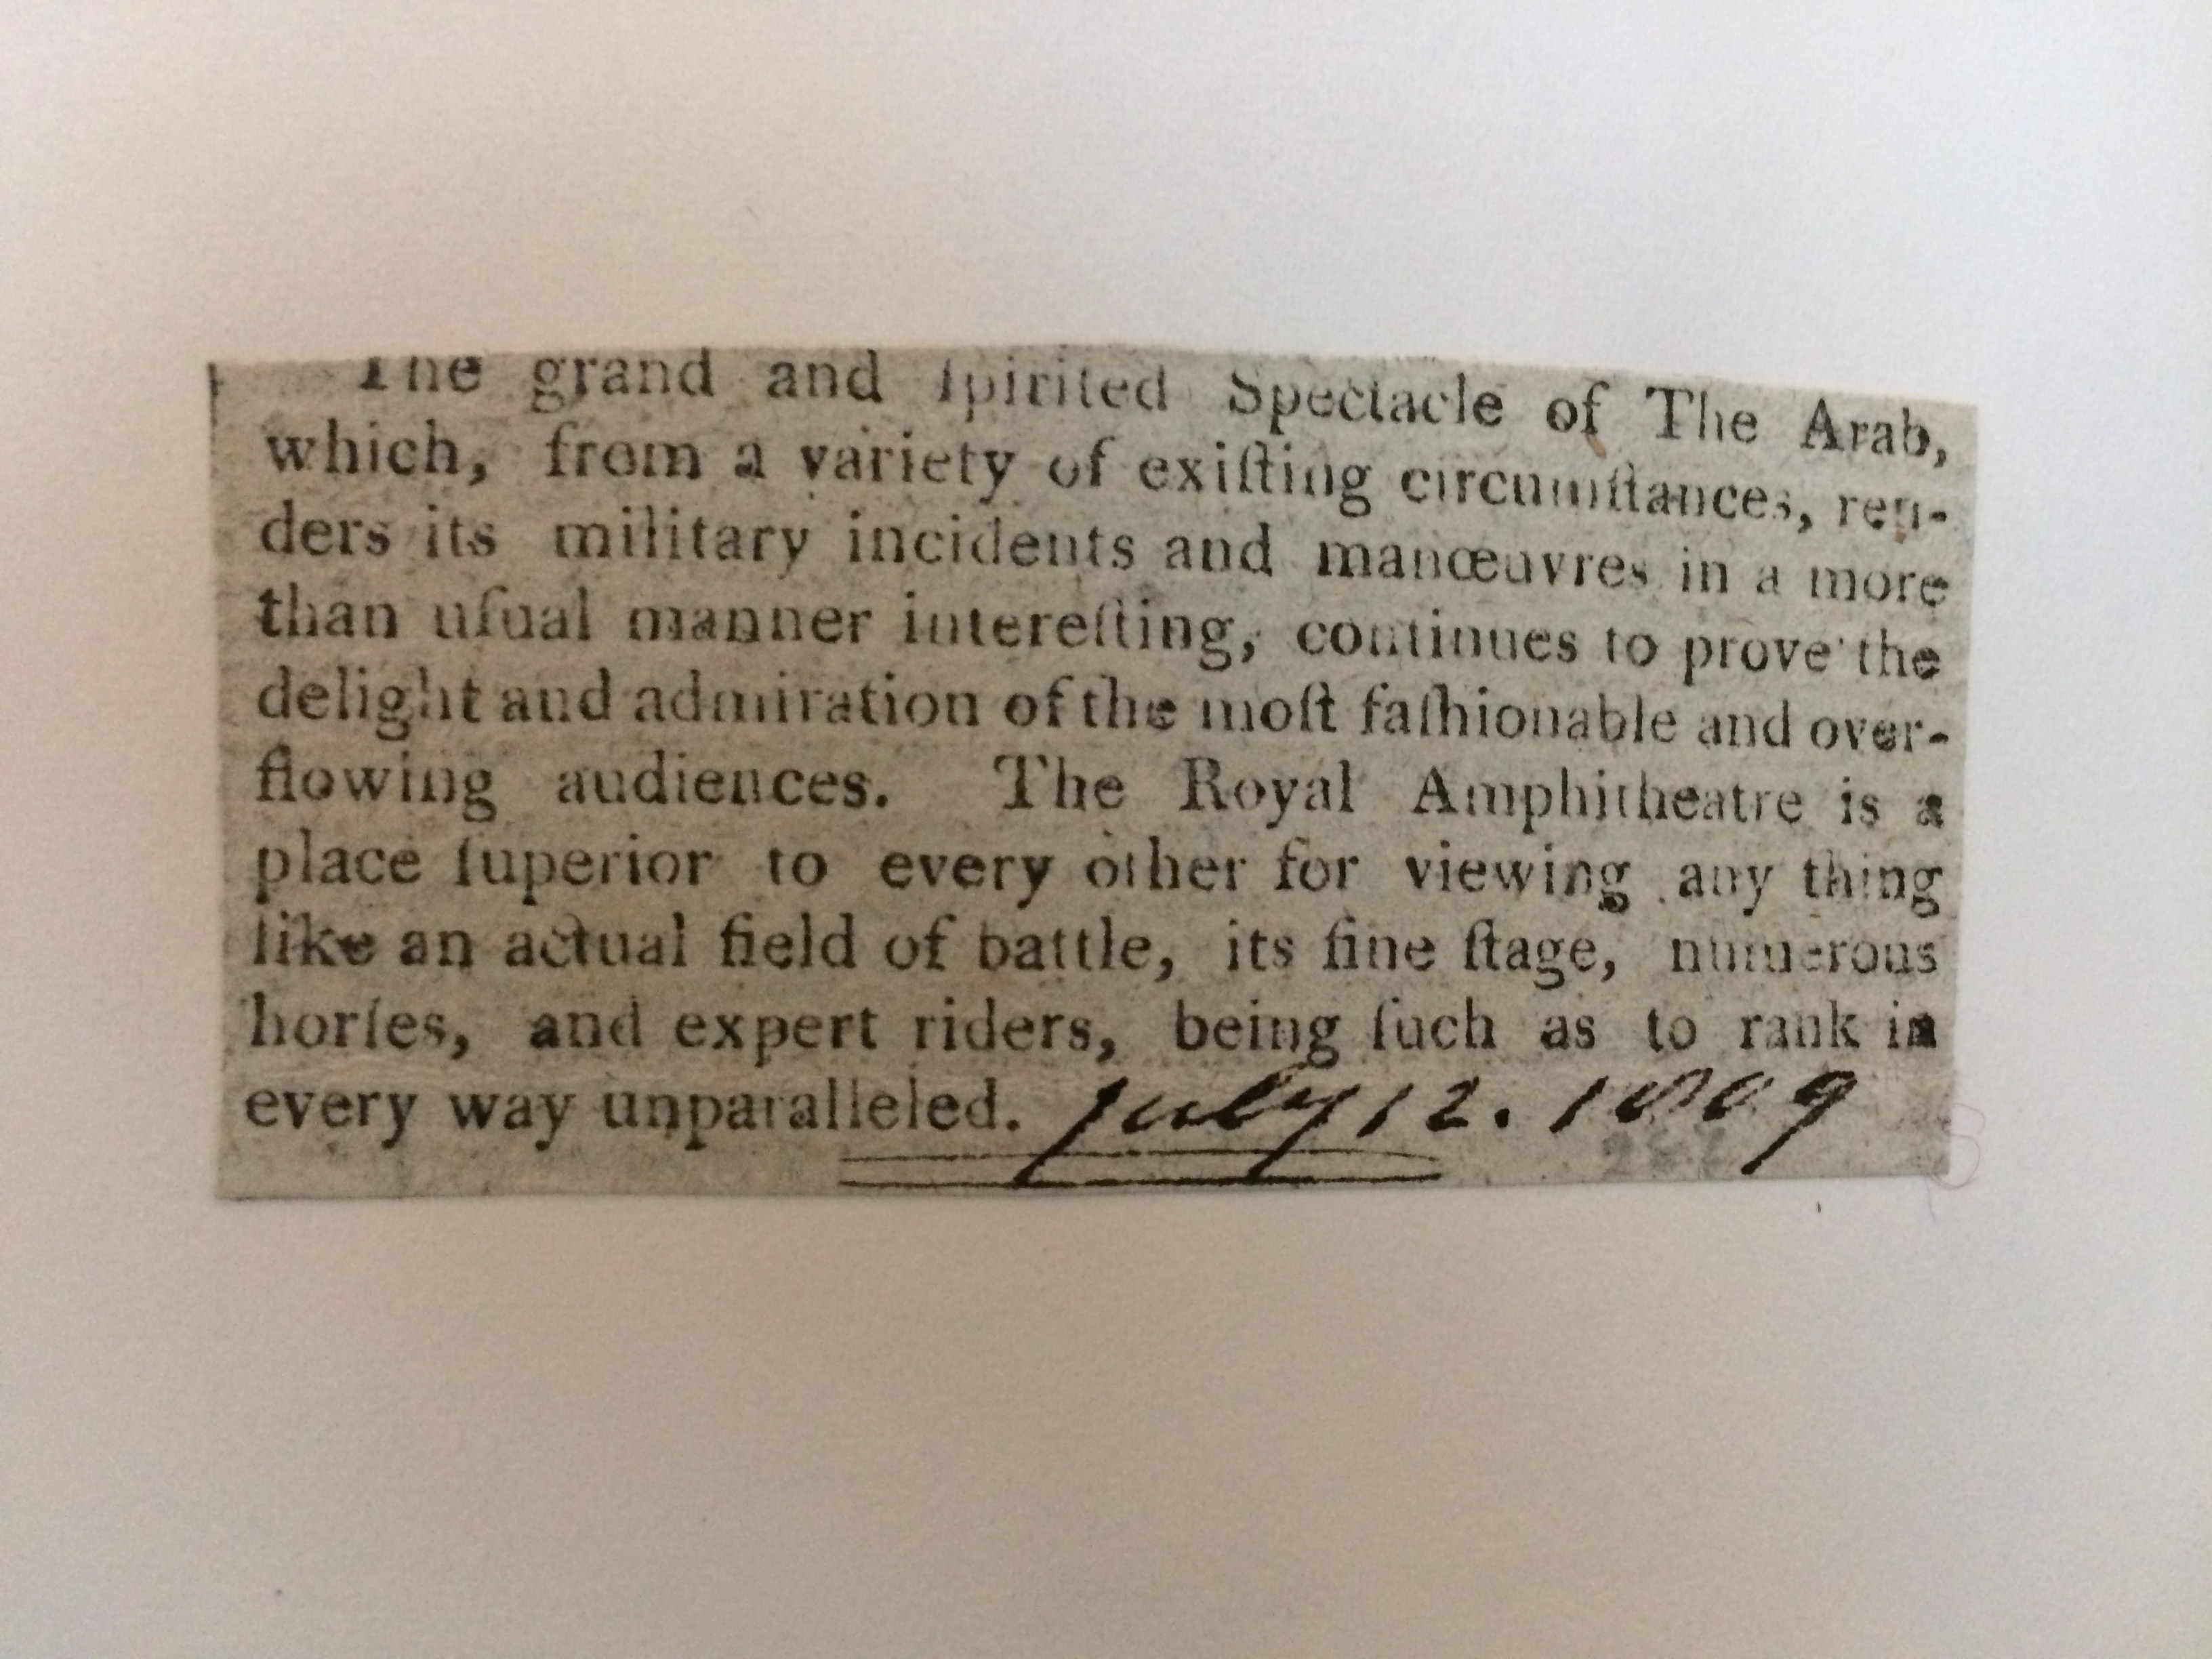 The grand and ſpirited Spectacle of The Arab,
which, from a variety of exiſting circumſtances, ren-
ders its military incidents and manœuvres in a more
than uſual manner intereſting, continues to prove the
delight and admiration of the moſt faſhionable and over-
flowing audiences. The Royal Amphitheatre is a
place ſuperior to every other for viewing any thing
like an actual field of battle, its fine ſtage, numerous
horſes, and expert riders, being ſuch as to rank in
every way unparalleled. July 12. 1809